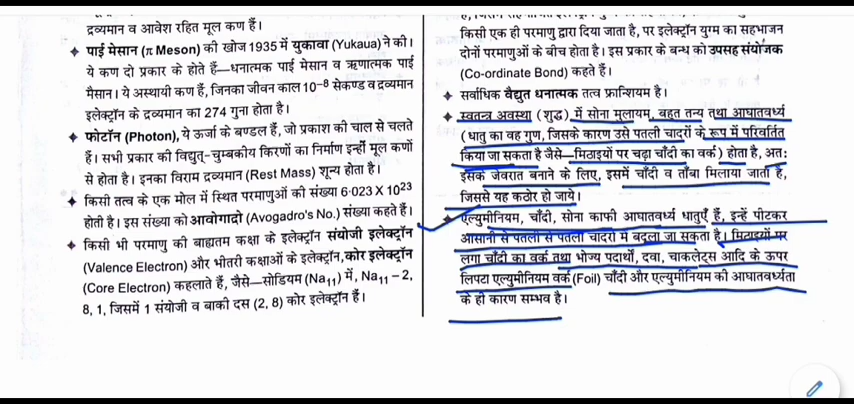 द्रव्यमान व आवेश रहित मूल कण हैं।
पाई मेसान (π Meson) की खोज 1935 में युकावा (Yukaua) ने की।
ये कण दो प्रकार के होते हैं—धनात्मक पाई मेसान व ऋणात्मक पाई
मैसान। ये अस्थायी कण हैं, जिनका जीवन काल 10⁻⁸ सेकण्ड व द्रव्यमान
इलेक्ट्रॉन के द्रव्यमान का 274 गुना होता है।
फोटॉन (Photon), ये ऊर्जा के बण्डल हैं, जो प्रकाश की चाल से चलते
हैं। सभी प्रकार की विद्युत्-चुम्बकीय किरणों का निर्माण इन्हीं मूल कणों
से होता है। इनका विराम द्रव्यमान (Rest Mass) शून्य होता है।
किसी तत्व के एक मोल में स्थित परमाणुओं की संख्या 6·023 X 10²³
होती है। इस संख्या को आवोगाद्रो (Avogadro's No.) संख्या कहते हैं।
किसी भी परमाणु की बाह्यतम कक्षा के इलेक्ट्रॉन संयोजी इलेक्ट्रॉन
(Valence Electron) और भीतरी कक्षाओं के इलेक्ट्रॉन,कोर इलेक्ट्रॉन
(Core Electron) कहलाते हैं, जैसे—सोडियम (Na₁₁) में, Na₁₁ – 2,
8, 1, जिसमें 1 संयोजी व बाकी दस (2, 8) कोर इलेक्ट्रॉन हैं।
किसी एक ही परमाणु द्वारा दिया जाता है, पर इलेक्ट्रॉन युग्म का सहभाजन
दोनों परमाणुओं के बीच होता है। इस प्रकार के बन्ध को उपसह संयोजक
(Co-ordinate Bond) कहते हैं।
सर्वाधिक वैद्युत धनात्मक तत्व फ्रान्शियम है।
स्वतन्त्र अवस्था (शुद्ध) में सोना मुलायम, बहुत तन्य तथा आघातवर्ध्य
(धातु का वह गुण, जिसके कारण उसे पतली चादरों के रूप में परिवर्तित
किया जा सकता है जैसे—मिठाइयों पर चढ़ा चाँदी का वर्क) होता है, अतः
इसके जेवरात बनाने के लिए, इसमें चाँदी व ताँबा मिलाया जाता है,
जिससे यह कठोर हो जाये।
एल्युमीनियम, चाँदी, सोना काफी आघातवर्ध्य धातुएँ हैं, इन्हें पीटकर
आसानी से पतली से पतली चादरों में बदला जा सकता है। मिठाइयों पर
लगा चाँदी का वर्क तथा भोज्य पदार्थों, दवा, चाकलेट्स आदि के ऊपर
लिपटा एल्युमीनियम वर्क (Foil) चाँदी और एल्युमीनियम की आघातवर्ध्यता
के ही कारण सम्भव है।